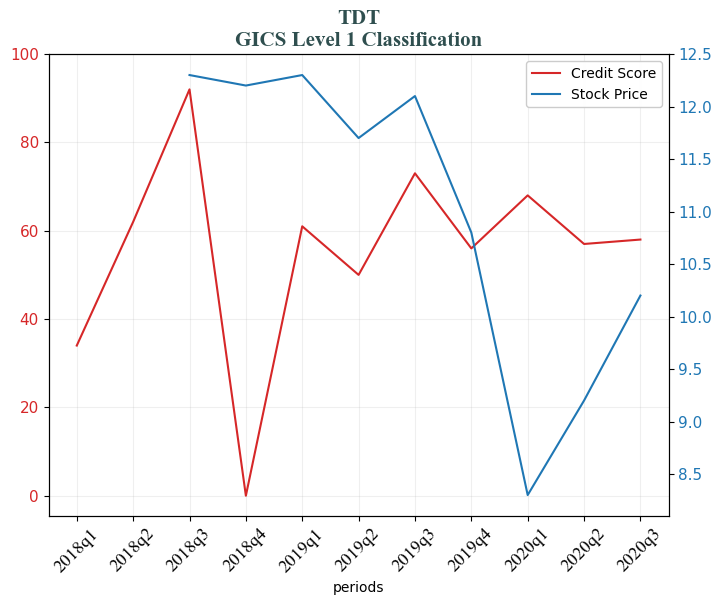 TDT
GICS Level 1 Classification
Credit Score
Stock Price
100
80
60
40
20
0
12.5
12.0
11.5
11.0
10.5
10.0
9.5
9.0
8.5
2018q1
2018q2
2018q3
2018q4
2019q1
2019q2
2019q3
2019q4
2020q1
2020q2
2020q3
periods